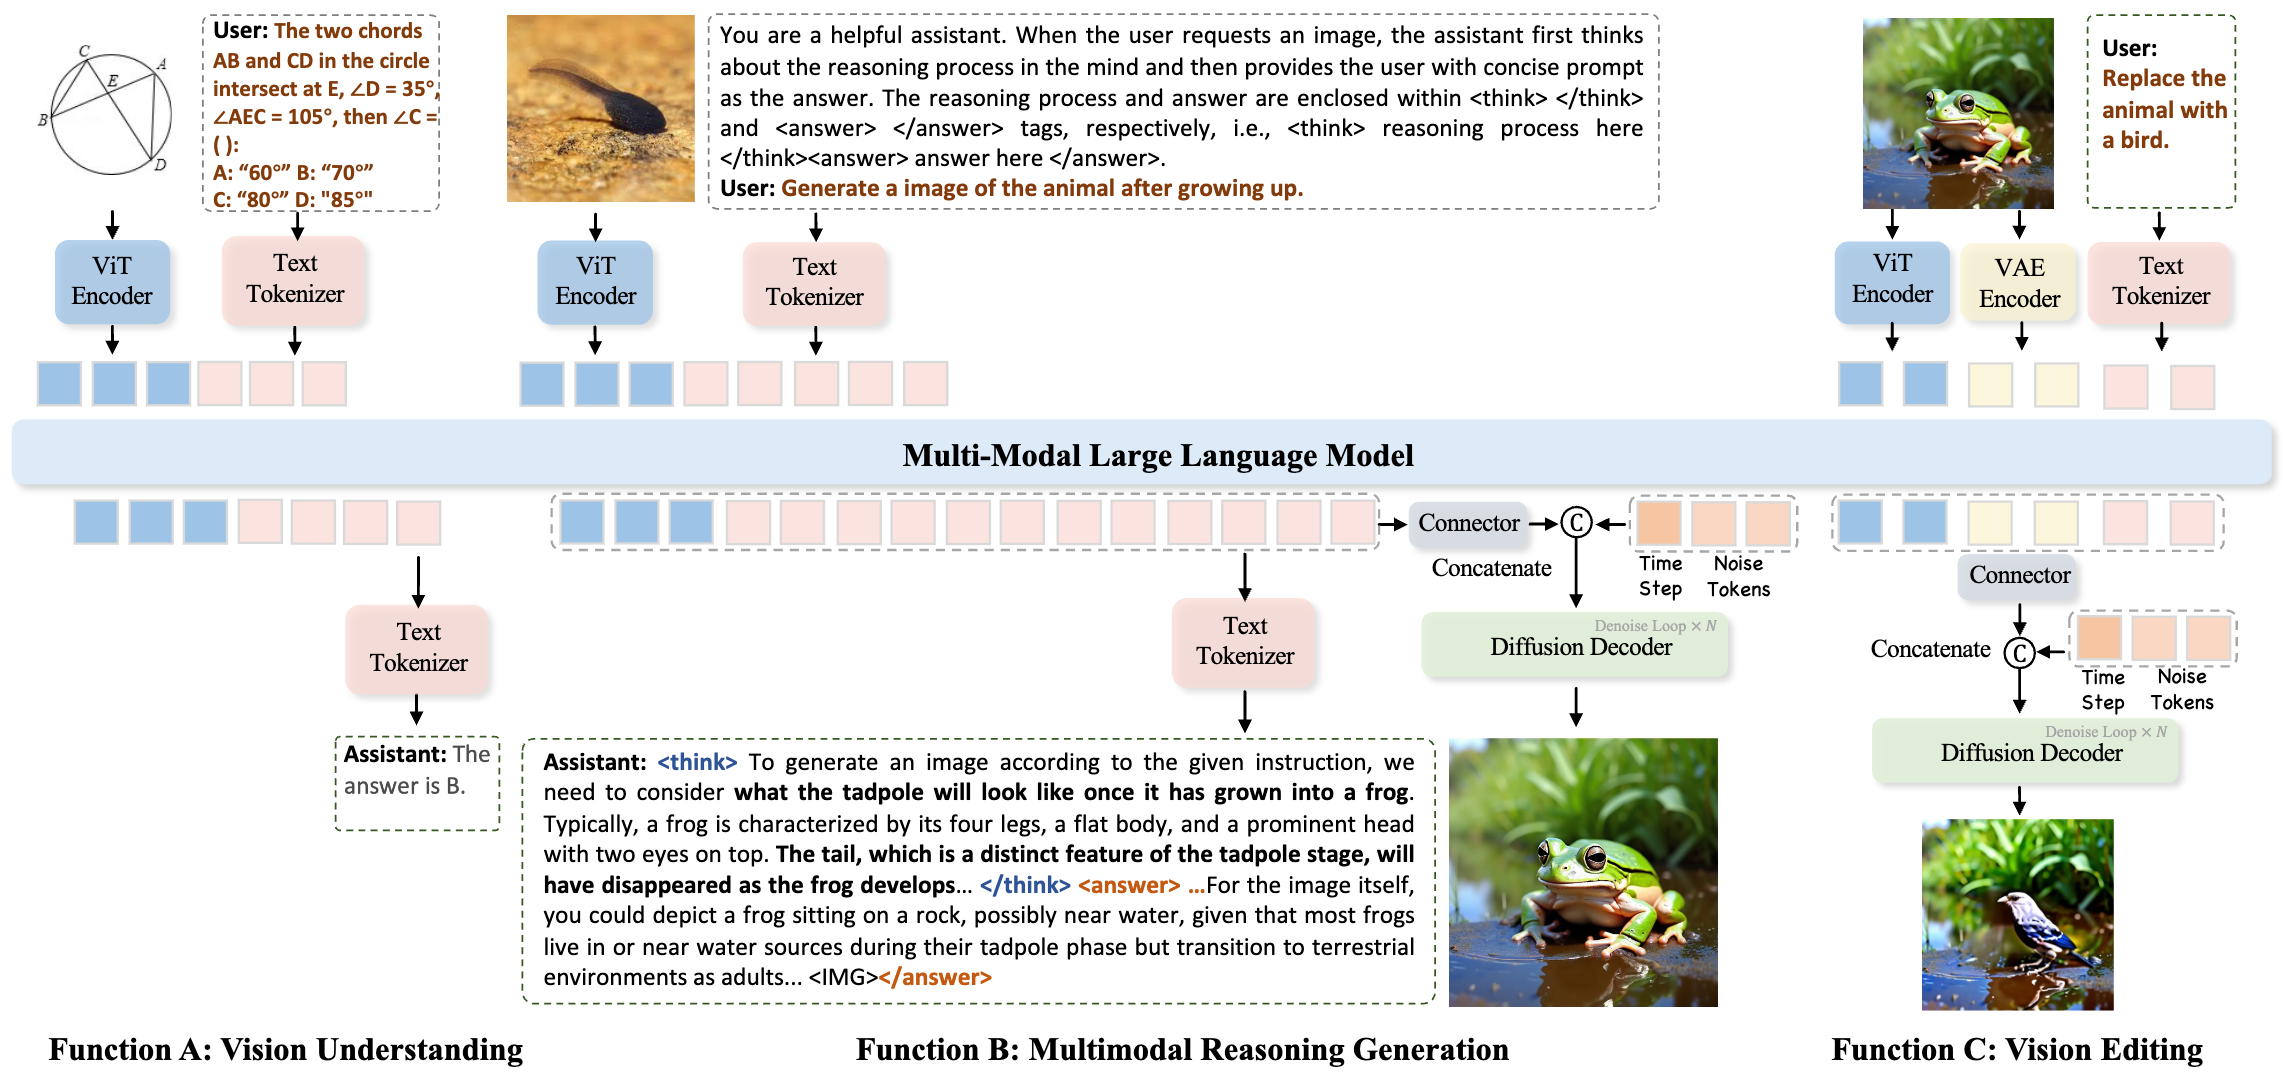 C
A
E
B
D
User: The two chords
AB and CD in the circle
intersect at E, ∠D = 35°,
∠AEC = 105°, then ∠C =
( ):
A: “60°” B: “70°”
C: “80°” D: "85°"
ViT
Encoder
Text
Tokenizer
You are a helpful assistant. When the user requests an image, the assistant first thinks
about the reasoning process in the mind and then provides the user with concise prompt
as the answer. The reasoning process and answer are enclosed within <think> </think>
and <answer> </answer> tags, respectively, i.e., <think> reasoning process here
</think><answer> answer here </answer>.
User: Generate a image of the animal after growing up.
ViT
Encoder
Text
Tokenizer
User:
Replace the
animal with
a bird.
ViT
Encoder
VAE
Encoder
Text
Tokenizer
Multi-Modal Large Language Model
Text
Tokenizer
Assistant: The
answer is B.
Connector
C
Concatenate
Time
Step
Noise
Tokens
Text
Tokenizer
Denoise Loop × N
Diffusion Decoder
Assistant: <think> To generate an image according to the given instruction, we
need to consider what the tadpole will look like once it has grown into a frog.
Typically, a frog is characterized by its four legs, a flat body, and a prominent head
with two eyes on top. The tail, which is a distinct feature of the tadpole stage, will
have disappeared as the frog develops... </think> <answer> ...For the image itself,
you could depict a frog sitting on a rock, possibly near water, given that most frogs
live in or near water sources during their tadpole phase but transition to terrestrial
environments as adults... <IMG></answer>
Connector
Concatenate
C
Time
Step
Noise
Tokens
Denoise Loop × N
Diffusion Decoder
Function A: Vision Understanding
Function B: Multimodal Reasoning Generation
Function C: Vision Editing